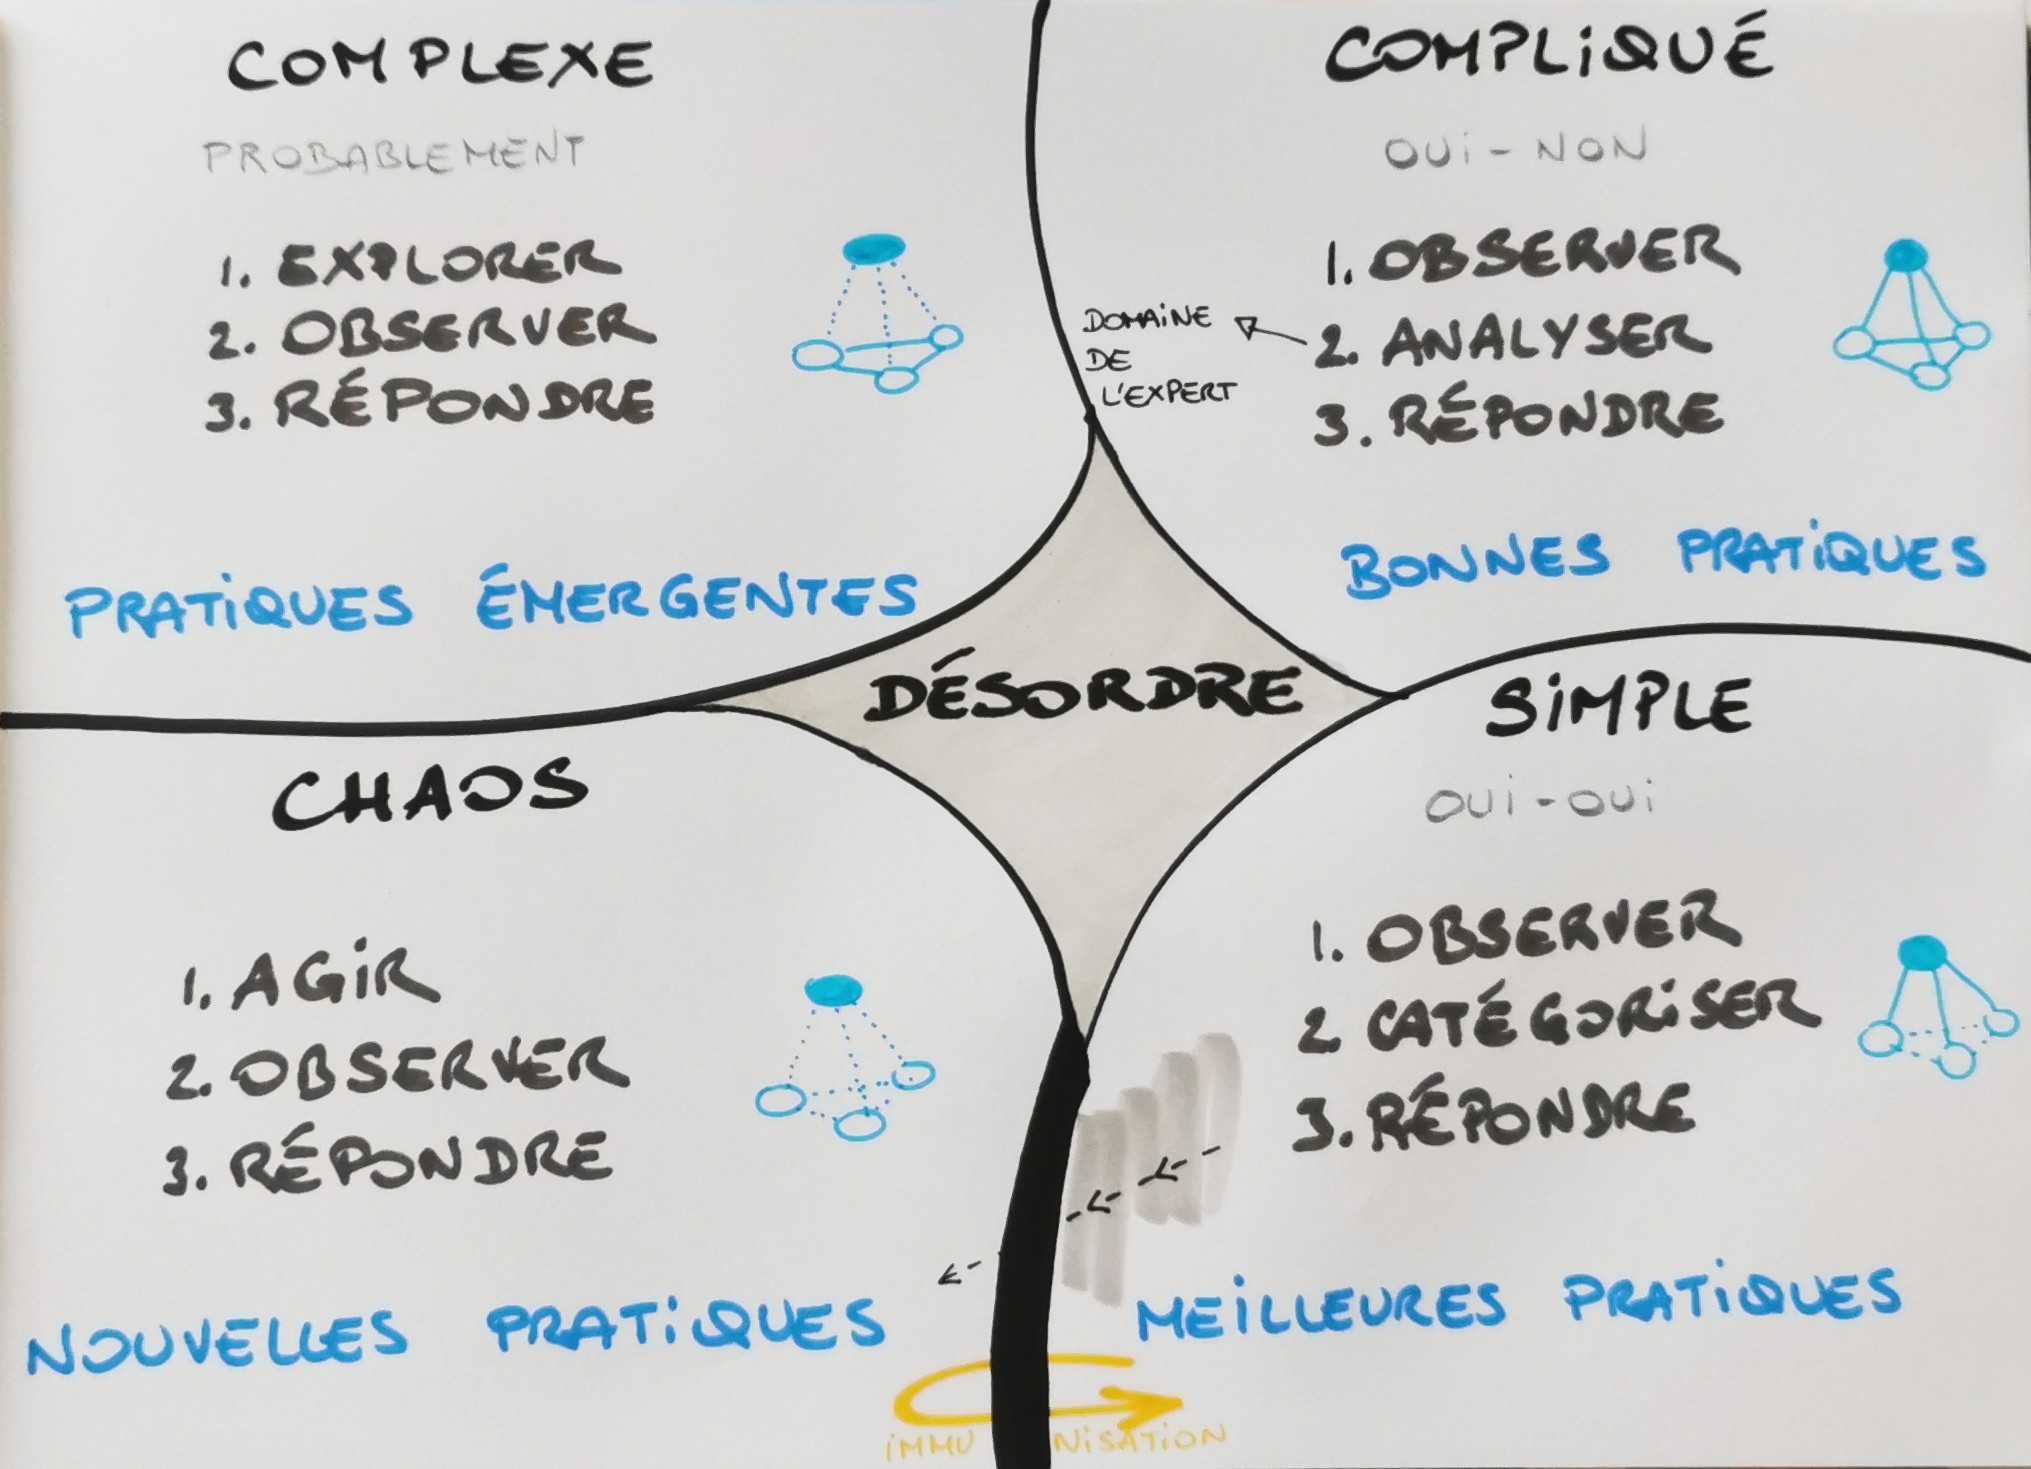 COMPLEXE
PROBABLEMENT
1. EXPLORER
2. OBSERVER
3. RÉPONDRE
PRATIQUES ÉMERGENTES
COMPLIQUÉ
OUI - NON
1. OBSERVER
2. ANALYSER
3. RÉPONDRE
DOMAINE
DE
L'EXPERT
BONNES PRATIQUES
DÉSORDRE
CHAOS
1. AGIR
2. OBSERVER
3. RÉPONDRE
NOUVELLES PRATIQUES
SIMPLE
OUI - OUI
1. OBSERVER
2. CATÉGORISER
3. RÉPONDRE
MEILLEURES PRATIQUES
IMMUNISATION